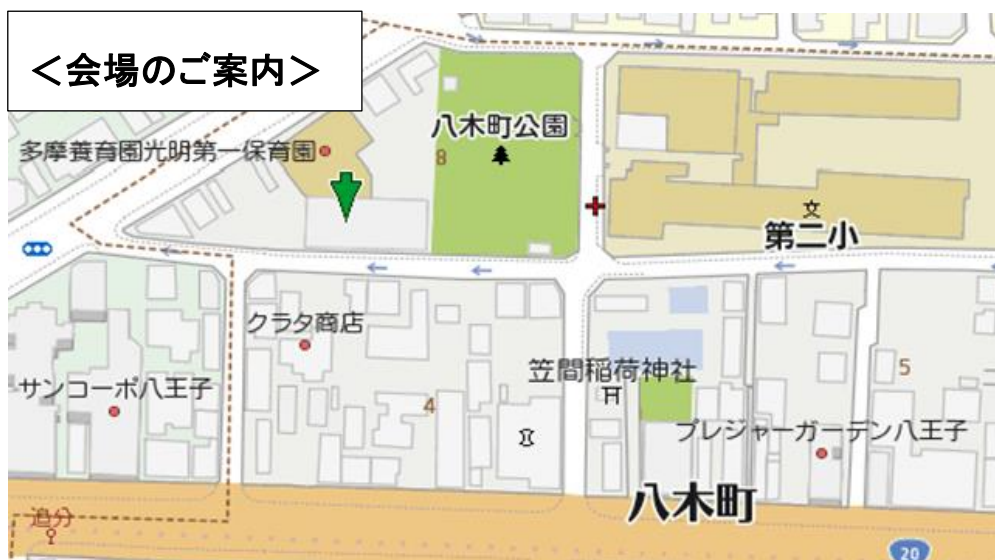 ＜会場のご案内＞
八木町公園
多摩養育園光明第一保育園
8
第二小
クラタ商店
笠間稲荷神社
5
サンコーポ八王子
4
プレジャーガーデン八王子
八木町
追分
20